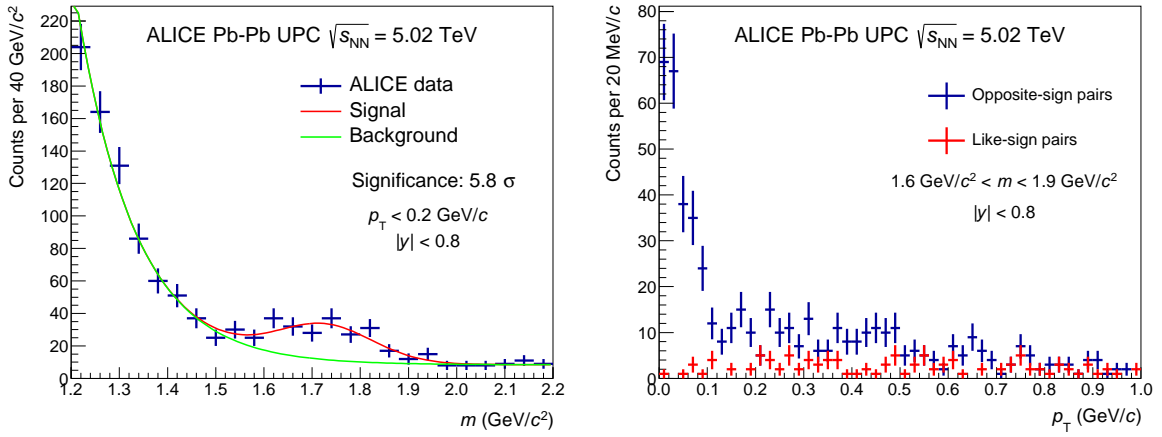 ALICE Pb-Pb UPC √sNN = 5.02 TeV
ALICE data
Signal
Background
Significance: 5.8 σ
pT < 0.2 GeV/c
|y| < 0.8
Counts per 40 GeV/c²
220
200
180
160
140
120
100
80
60
40
20
0
1.2 1.3 1.4 1.5 1.6 1.7 1.8 1.9 2.0 2.1 2.2
m (GeV/c²)
ALICE Pb-Pb UPC √sNN = 5.02 TeV
Opposite-sign pairs
Like-sign pairs
1.6 GeV/c² < m < 1.9 GeV/c²
|y| < 0.8
Counts per 20 MeV/c
80
70
60
50
40
30
20
10
0
0.0 0.1 0.2 0.3 0.4 0.5 0.6 0.7 0.8 0.9 1.0
pT (GeV/c)